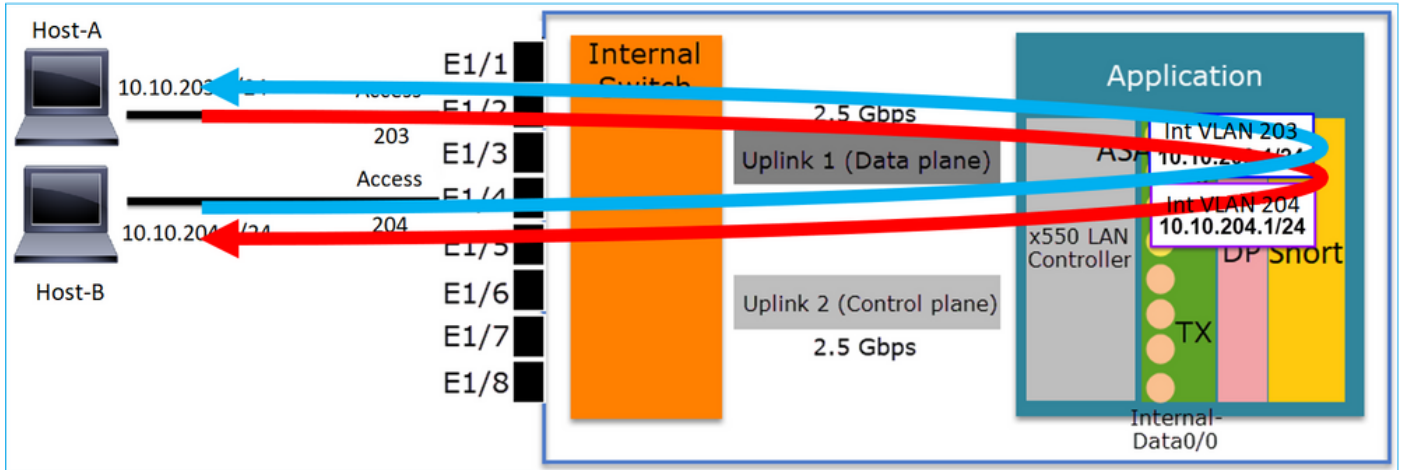 Host-A
10.10.203
Access
203
Access
204
10.10.204 /24
Host-B
E1/1
E1/2
E1/3
E1/4
E1/5
E1/6
E1/7
E1/8
Internal
Switch
2.5 Gbps
Uplink 1 (Data plane)
Uplink 2 (Control plane)
2.5 Gbps
Application
Int VLAN 203
ASA
Int VLAN 204
10.10.204.1/24
x550 LAN
Controller
DP
Snort
TX
Internal-
Data0/0